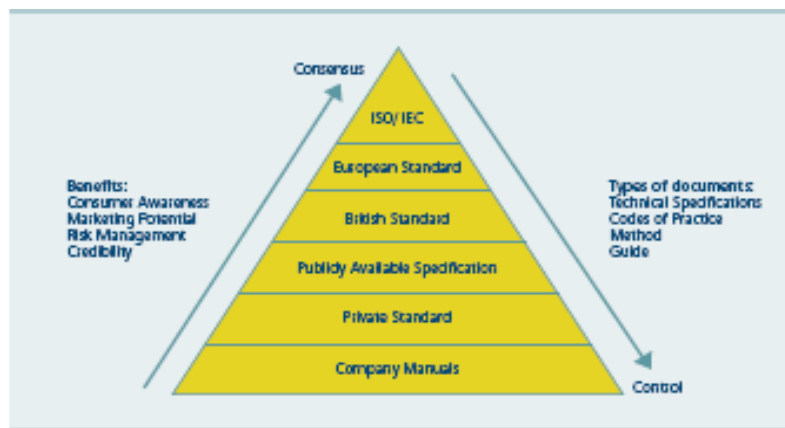 Consensus
ISO/IEC
European Standard
British Standard
Publicly Available Specification
Private Standard
Company Manuals
Benefits:
Consumer Awareness
Marketing Potential
Risk Management
Credibility
Types of documents:
Technical Specifications
Codes of Practice
Method
Guide
Control